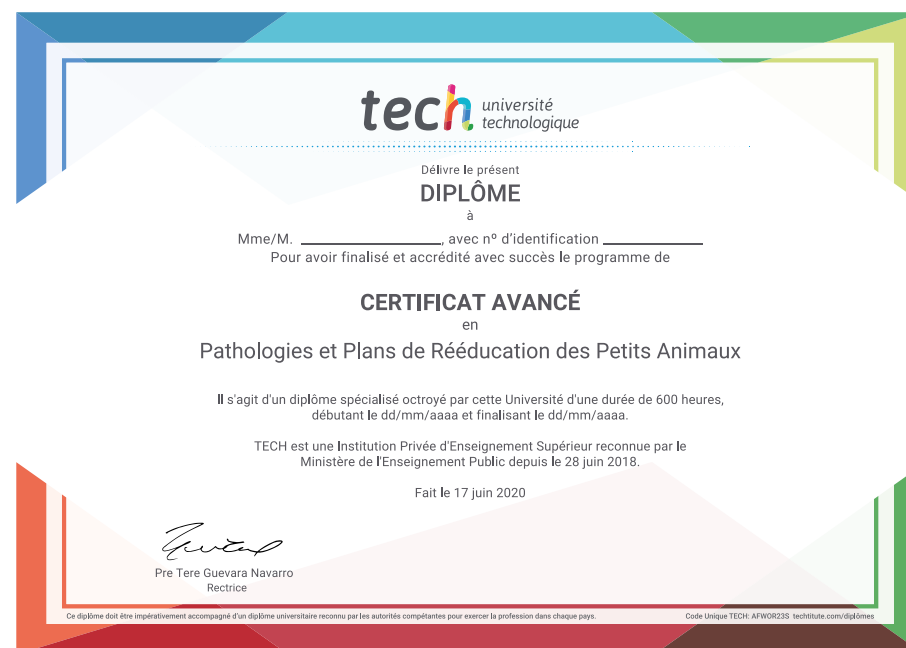 tech université
technologique
Délivre le présent
DIPLÔME
à
Mme/M. ____________________, avec nº d'identification ______________
Pour avoir finalisé et accrédité avec succès le programme de
CERTIFICAT AVANCÉ
en
Pathologies et Plans de Rééducation des Petits Animaux
Il s'agit d'un diplôme spécialisé octroyé par cette Université d'une durée de 600 heures,
débutant le dd/mm/aaaa et finalisant le dd/mm/aaaa.
TECH est une Institution Privée d'Enseignement Supérieur reconnue par le
Ministère de l'Enseignement Public depuis le 28 juin 2018.
Fait le 17 juin 2020
Pre Tere Guevara Navarro
Rectrice
Ce diplôme doit être impérativement accompagné d'un diplôme universitaire reconnu par les autorités compétantes pour exercer la profession dans chaque pays.
Code Unique TECH: AFWOR23S techtitute.com/diplômes